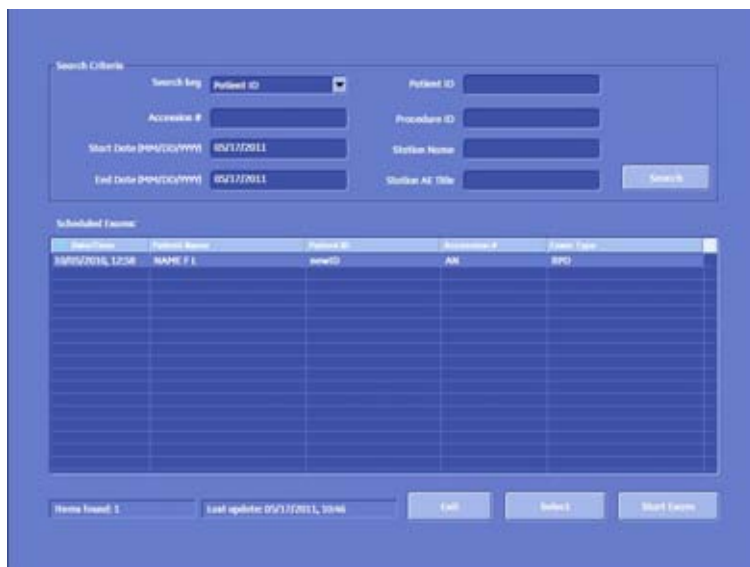 Search Criteria
Search key Patient ID Patient ID
Accession # Procedure ID
Start Date (MM/DD/YYYY) 05/17/2011 Station Name
End Date (MM/DD/YYYY) 05/17/2011 Station AE Title Search
Scheduled Exams:
Date/Time Patient Name Patient ID Accession # Exam Type
10/05/2010, 12:58 NAME F L newID AN
Items found: 1 Last update: 05/17/2011, 10:46 Exit Select Start Exam